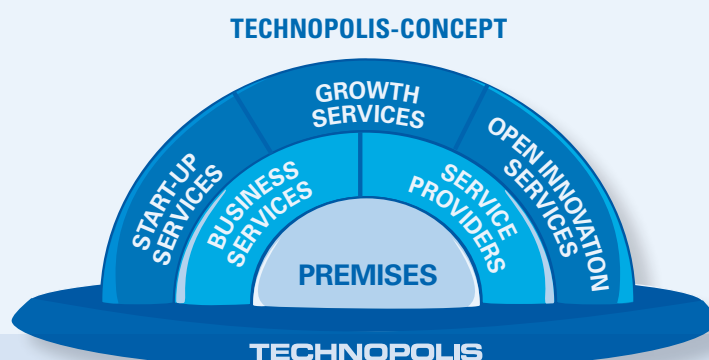 TECHNOPOLIS-CONCEPT
GROWTH
SERVICES
START-UP
SERVICES
OPEN INNOVATION
SERVICES
BUSINESS
SERVICES
SERVICE
PROVIDERS
PREMISES
TECHNOPOLIS